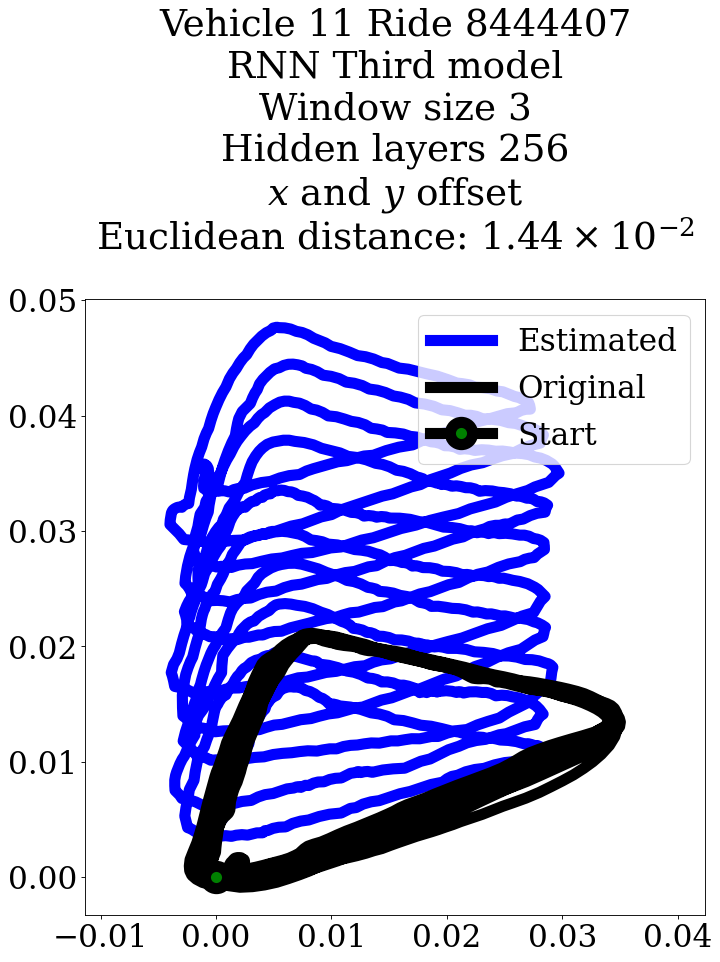 Vehicle 11 Ride 8444407
RNN Third model
Window size 3
Hidden layers 256
x and y offset
Euclidean distance: 1.44 × 10⁻²
0.05
0.04
0.03
0.02
0.01
0.00
Estimated
Original
Start
−0.01 0.00 0.01 0.02 0.03 0.04